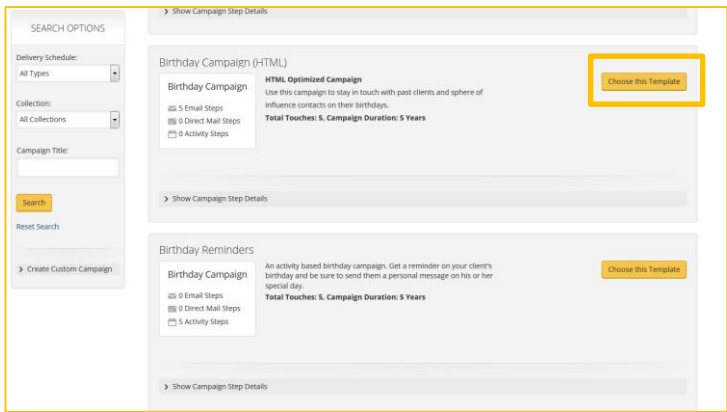 › Show Campaign Step Details
SEARCH OPTIONS
Delivery Schedule:
All Types
Collection:
All Collections
Campaign Title:
Search
Reset Search
› Create Custom Campaign
Birthday Campaign (HTML)
Birthday Campaign
5 Email Steps
0 Direct Mail Steps
0 Activity Steps
HTML Optimized Campaign
Use this campaign to stay in touch with past clients and sphere of
influence contacts on their birthdays.
Total Touches: 5, Campaign Duration: 5 Years
Choose this Template
› Show Campaign Step Details
Birthday Reminders
Birthday Campaign
0 Email Steps
0 Direct Mail Steps
5 Activity Steps
An activity based birthday campaign. Get a reminder on your client's
birthday and be sure to send them a personal message on his or her
special day.
Total Touches: 5, Campaign Duration: 5 Years
Choose this Template
› Show Campaign Step Details